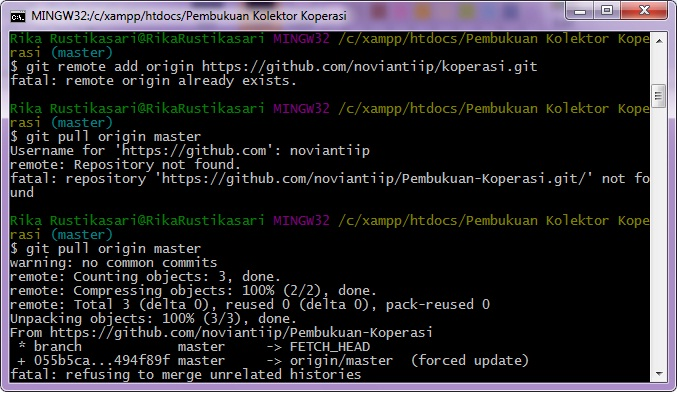 MINGW32:/c/xampp/htdocs/Pembukuan Kolektor Koperasi
Rika Rustikasari@RikaRustikasari MINGW32 /c/xampp/htdocs/Pembukuan Kolektor Kope
rasi (master)
$ git remote add origin https://github.com/noviantiip/koperasi.git
fatal: remote origin already exists.
Rika Rustikasari@RikaRustikasari MINGW32 /c/xampp/htdocs/Pembukuan Kolektor Kope
rasi (master)
$ git pull origin master
Username for 'https://github.com': noviantiip
remote: Repository not found.
fatal: repository 'https://github.com/noviantiip/Pembukuan-Koperasi.git/' not fo
und
Rika Rustikasari@RikaRustikasari MINGW32 /c/xampp/htdocs/Pembukuan Kolektor Kope
rasi (master)
$ git pull origin master
warning: no common commits
remote: Counting objects: 3, done.
remote: Compressing objects: 100% (2/2), done.
remote: Total 3 (delta 0), reused 0 (delta 0), pack-reused 0
Unpacking objects: 100% (3/3), done.
From https://github.com/noviantiip/Pembukuan-Koperasi
 * branch            master     -> FETCH_HEAD
 + 055b5ca...494f89f master     -> origin/master  (forced update)
fatal: refusing to merge unrelated histories